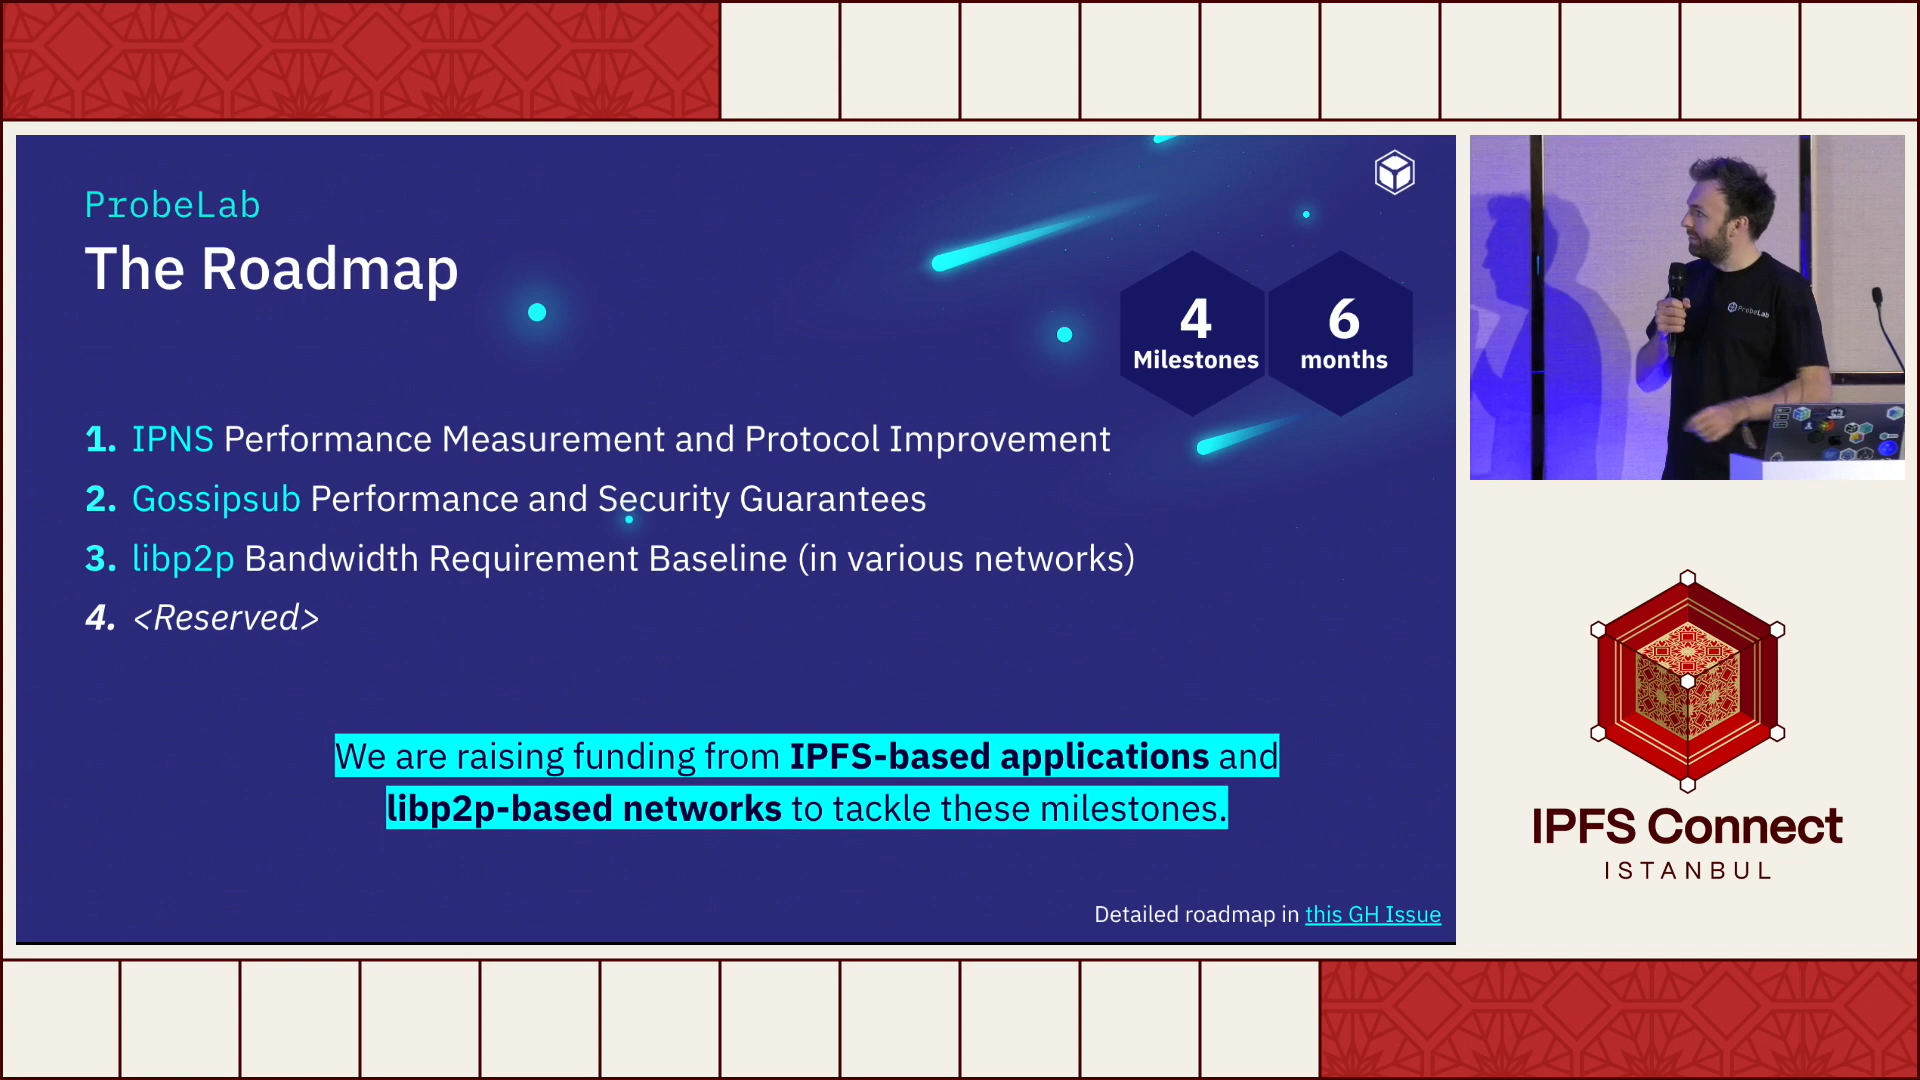 ProbeLab
The Roadmap
4
Milestones
6
months
1. IPNS Performance Measurement and Protocol Improvement
2. Gossipsub Performance and Security Guarantees
3. libp2p Bandwidth Requirement Baseline (in various networks)
4. <Reserved>
We are raising funding from IPFS-based applications and
libp2p-based networks to tackle these milestones.
Detailed roadmap in this GH Issue
ProbeLab
IPFS Connect
ISTANBUL